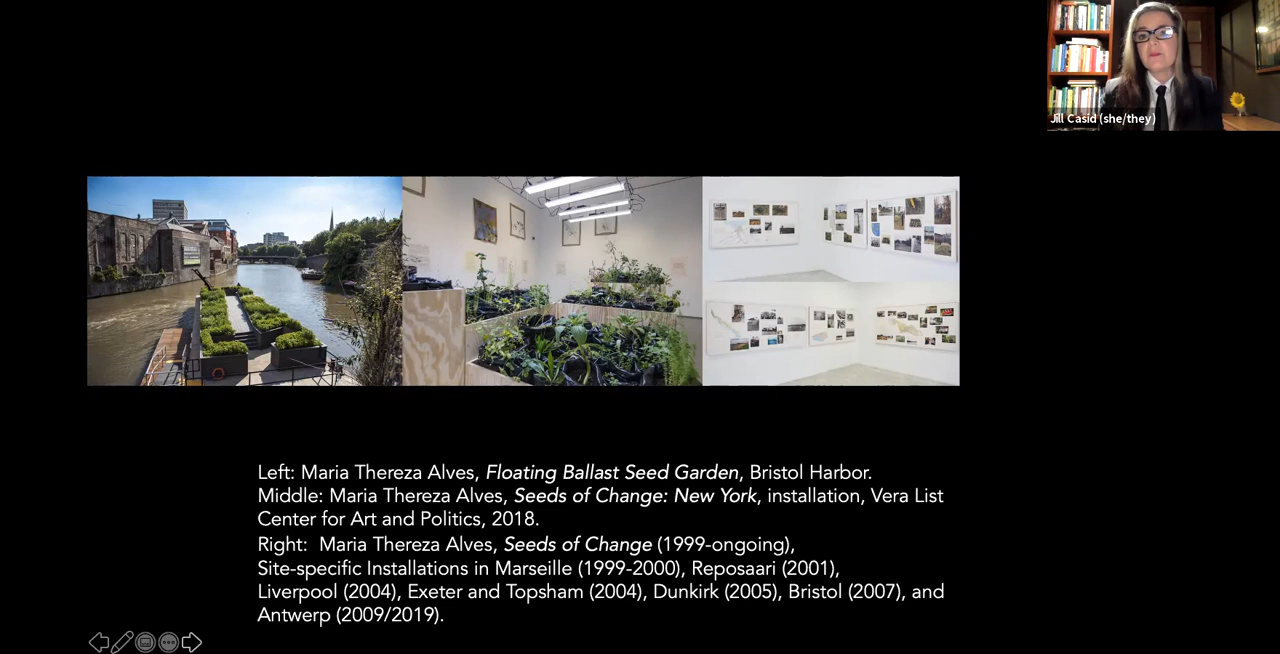 Jill Casid (she/they)
Left: Maria Thereza Alves, Floating Ballast Seed Garden, Bristol Harbor.
Middle: Maria Thereza Alves, Seeds of Change: New York, installation, Vera List
Center for Art and Politics, 2018.
Right:  Maria Thereza Alves, Seeds of Change (1999-ongoing),
Site-specific Installations in Marseille (1999-2000), Reposaari (2001),
Liverpool (2004), Exeter and Topsham (2004), Dunkirk (2005), Bristol (2007), and
Antwerp (2009/2019).